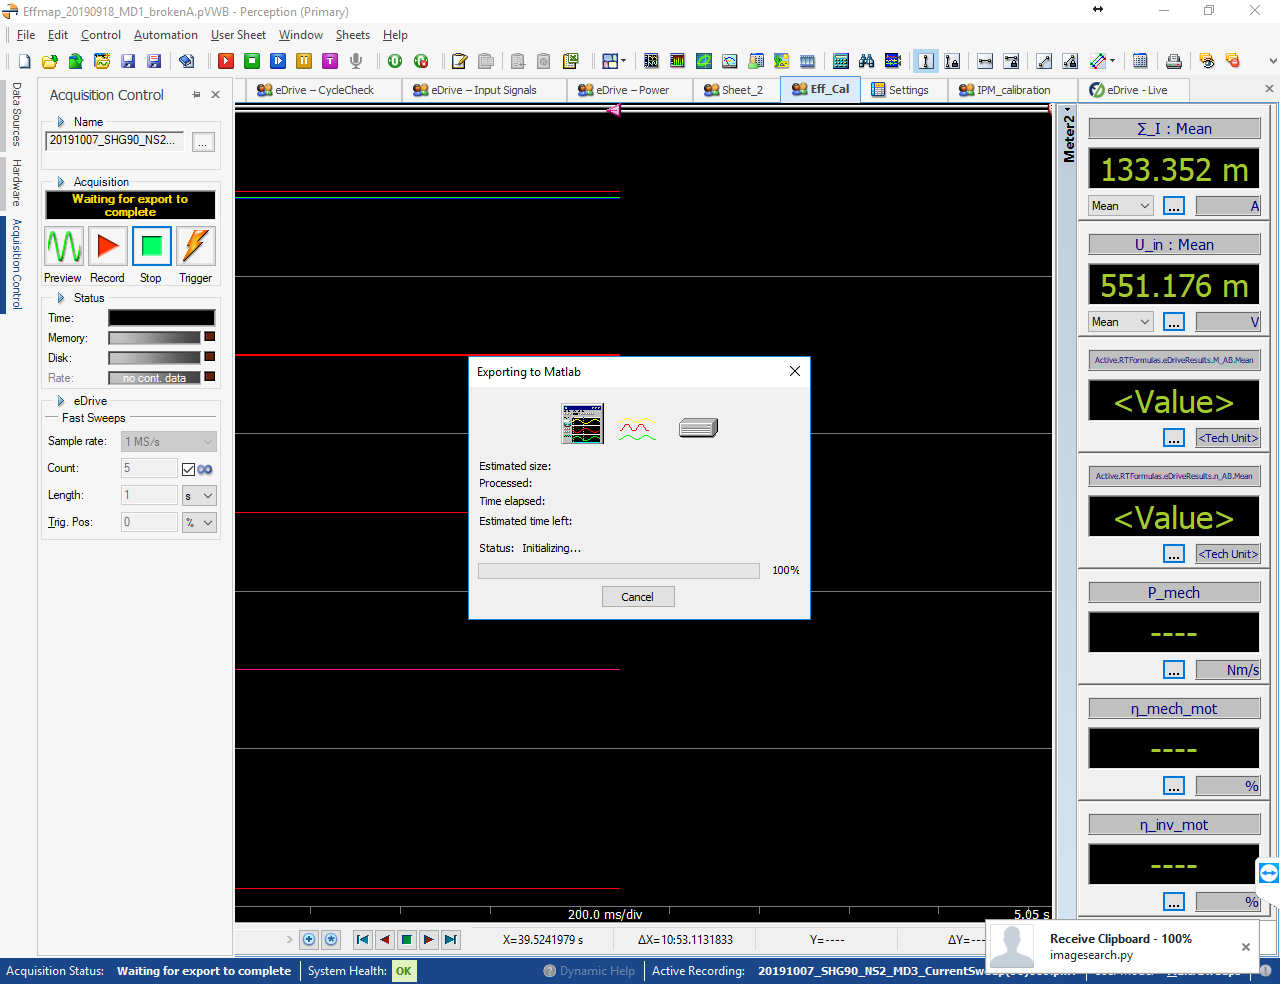 Effmap_20190918_MD1_brokenA.pVWB - Perception (Primary)
File Edit Control Automation User Sheet Window Sheets Help
Data Sources
Hardware
Acquisition Control
Acquisition Control
Name
20191007_SHG90_NS2...
...
Acquisition
Waiting for export to
complete
Preview Record Stop Trigger
Status
Time:
Memory:
Disk:
Rate: no cont. data
eDrive
Fast Sweeps
Sample rate: 1 MS/s
Count: 5
Length: 1 s
Trig. Pos: 0 %
eDrive – CycleCheck eDrive – Input Signals eDrive – Power Sheet_2 Eff_Cal Settings IPM_calibration eDrive - Live
200.0 ms/div 5.05 s
X=39.5241979 s ΔX=10:53.1131833 Y=---- ΔY=---
Exporting to Matlab
Estimated size:
Processed:
Time elapsed:
Estimated time left:
Status: Initializing...
100%
Cancel
Meter2
Σ_I : Mean
133.352 m
Mean ... A
U_in : Mean
551.176 m
Mean ... V
Active.RTFormulas.eDriveResults.M_AB.Mean
<Value>
... <Tech Unit>
Active.RTFormulas.eDriveResults.n_AB.Mean
<Value>
... <Tech Unit>
P_mech
----
... Nm/s
η_mech_mot
----
... %
η_inv_mot
----
... %
Receive Clipboard - 100%
imagesearch.py
Acquisition Status: Waiting for export to complete System Health: OK Dynamic Help Active Recording: 20191007_SHG90_NS2_MD3_CurrentSweep